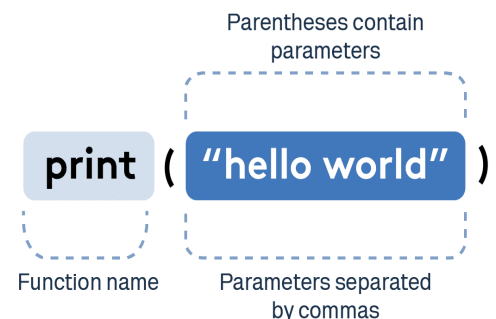 Parentheses contain
parameters
print ( “hello world” )
Function name
Parameters separated
by commas